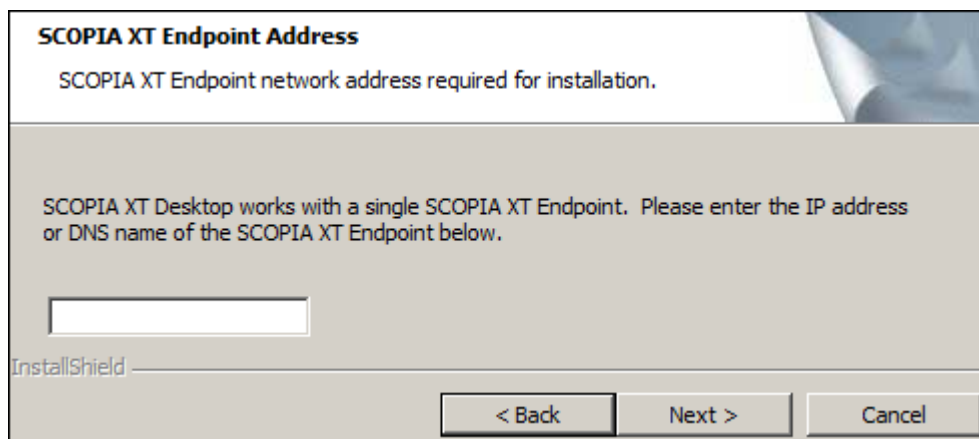 SCOPIA XT Endpoint Address
SCOPIA XT Endpoint network address required for installation.
SCOPIA XT Desktop works with a single SCOPIA XT Endpoint.  Please enter the IP address
or DNS name of the SCOPIA XT Endpoint below.
InstallShield
< Back Next > Cancel